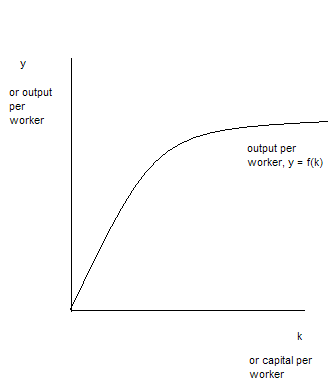 y
or output
per
worker
output per
worker, y = f(k)
k
or capital per
worker